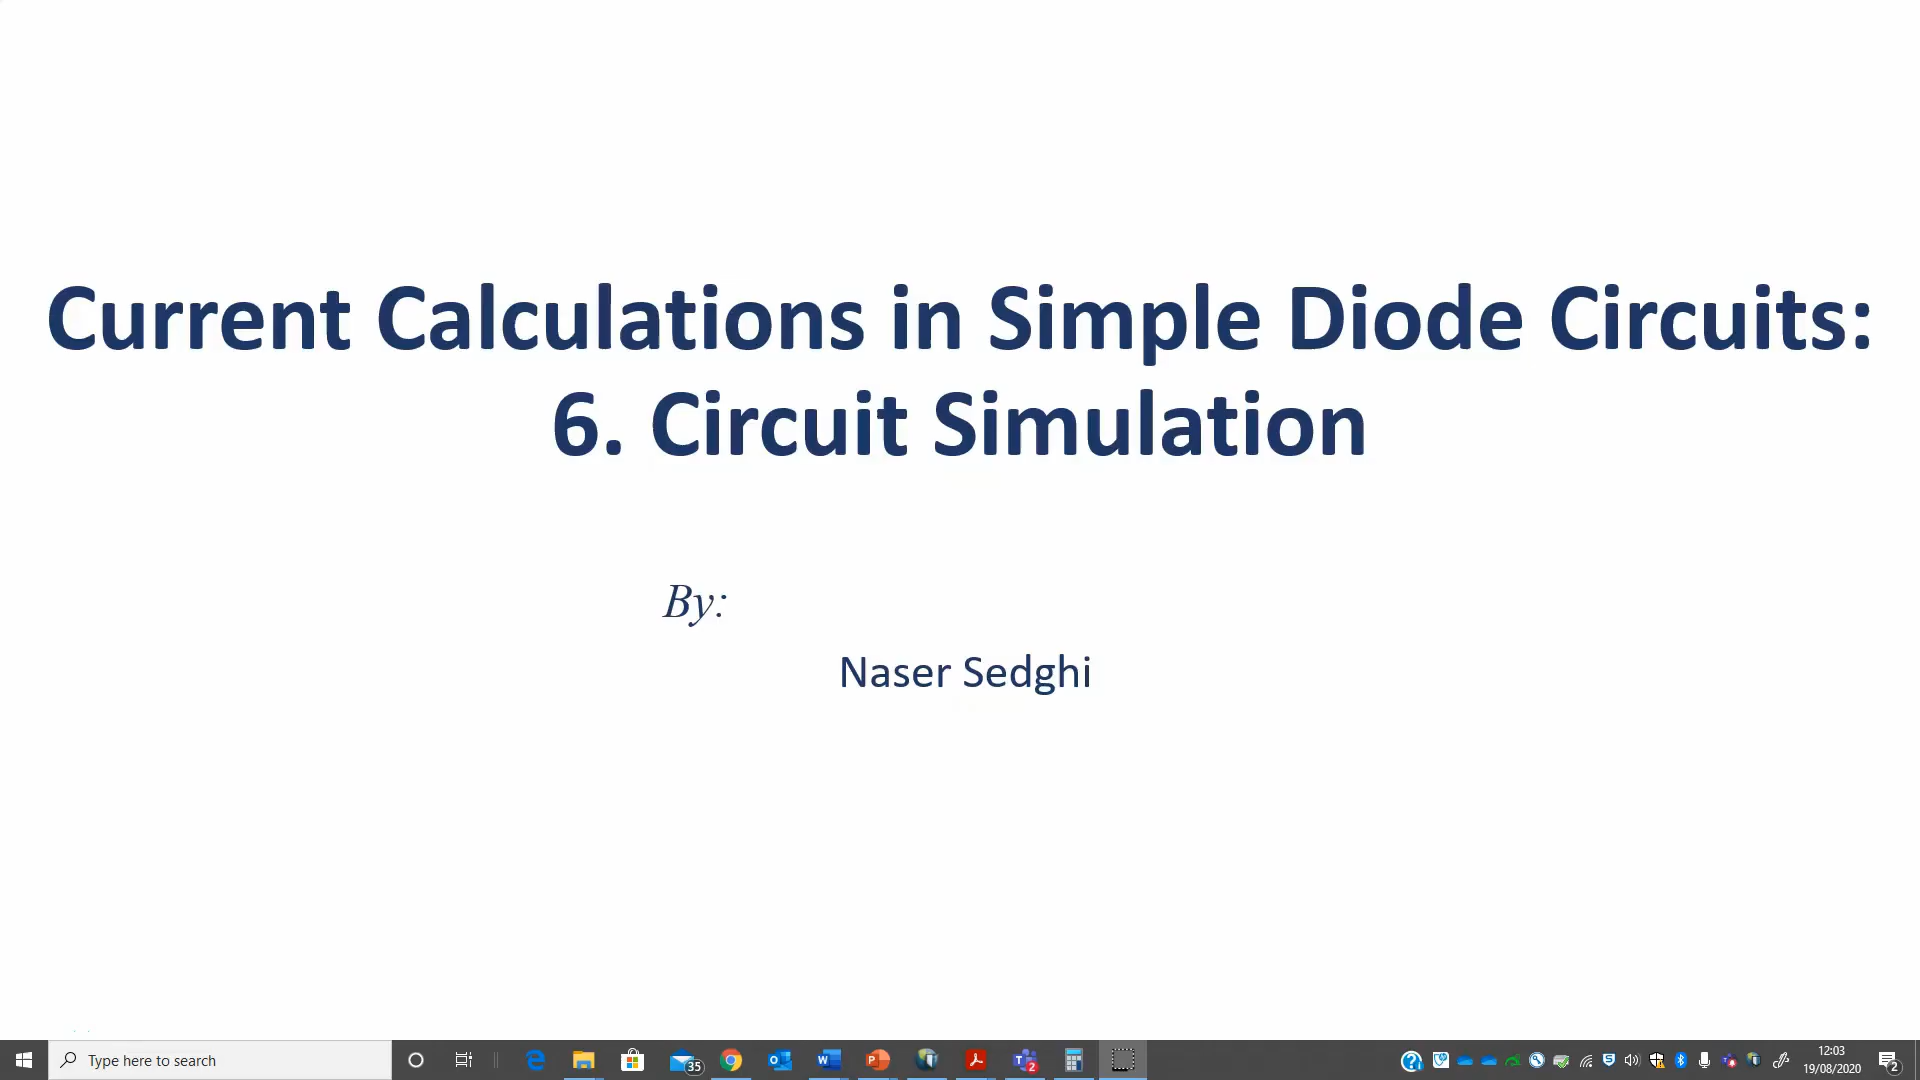 Current Calculations in Simple Diode Circuits:
6. Circuit Simulation
By:
Naser Sedghi
Type here to search
35
2
12:03
19/08/2020
2